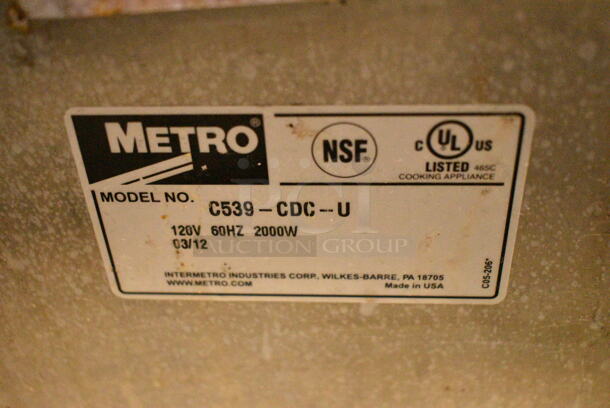 METRO®
NSF®
C UL® US
LISTED 465C
COOKING APPLIANCE
MODEL NO. C539-CDC--U
120V 60HZ 2000W
03/12
PCI
AUCTION GROUP
INTERMETRO INDUSTRIES CORP., WILKES-BARRE, PA 18705
WWW.METRO.COM Made in USA
C05-206*